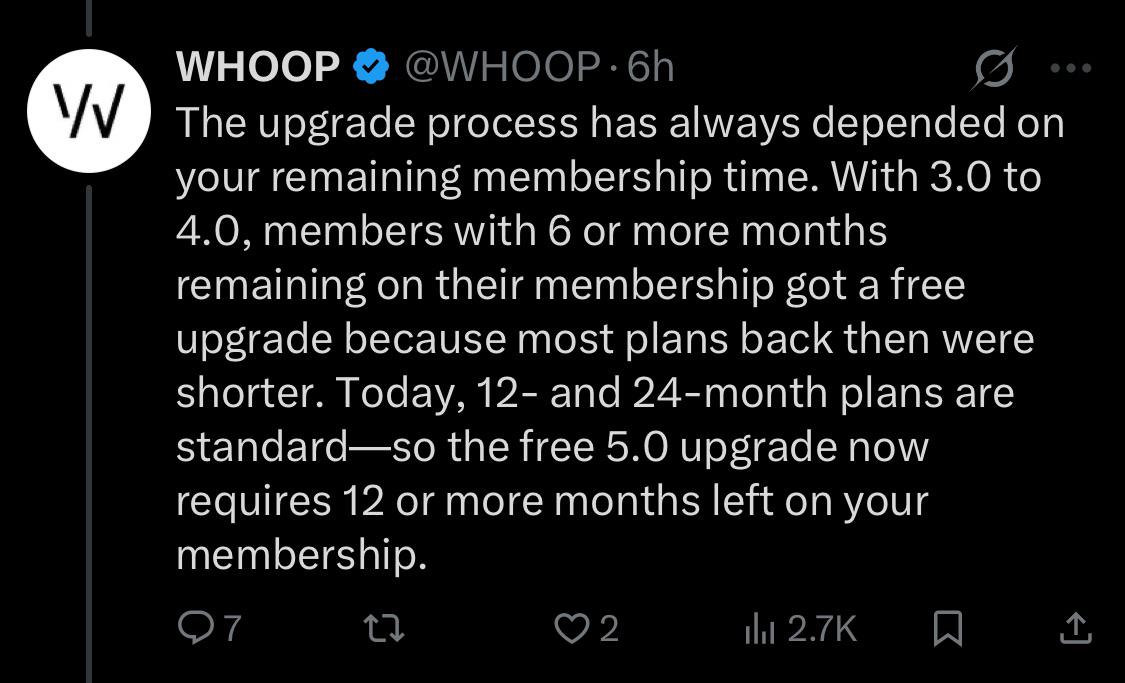 WHOOP @WHOOP · 6h
The upgrade process has always depended on
your remaining membership time. With 3.0 to
4.0, members with 6 or more months
remaining on their membership got a free
upgrade because most plans back then were
shorter. Today, 12- and 24-month plans are
standard—so the free 5.0 upgrade now
requires 12 or more months left on your
membership.
7 2 2.7K